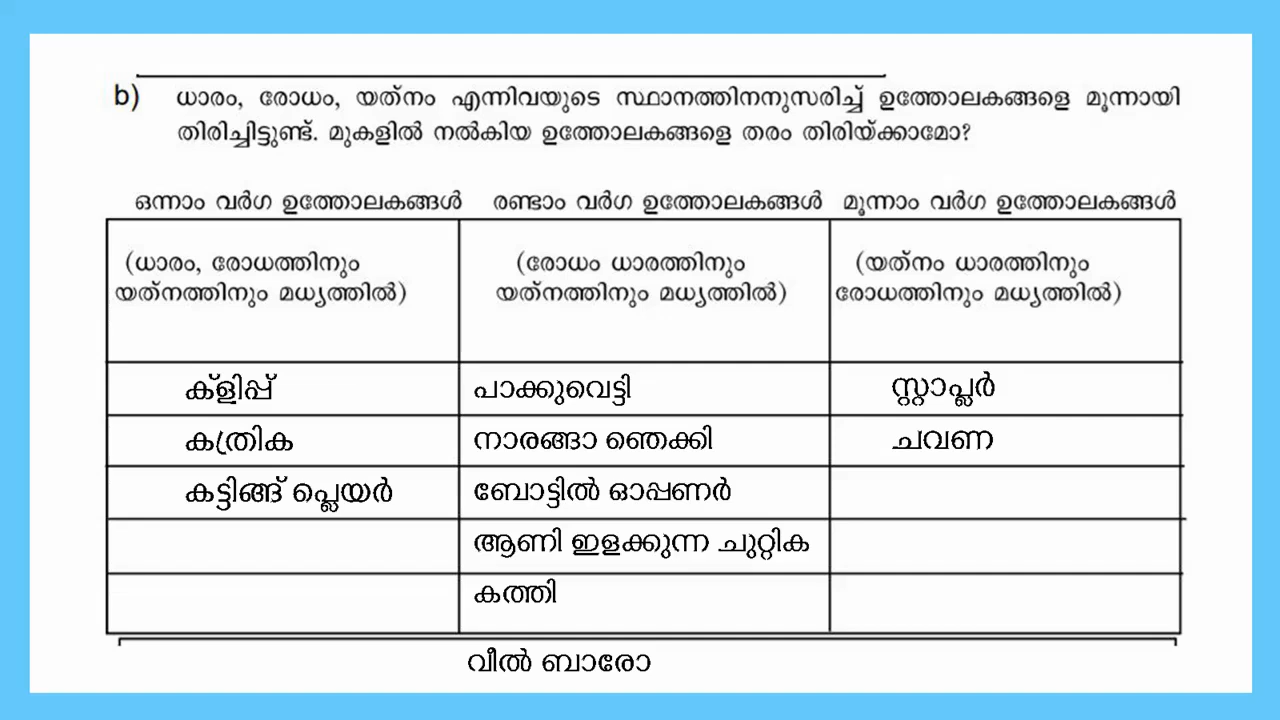 b) ധാരം, രോധം, യത്നം എന്നിവയുടെ സ്ഥാനത്തിനനുസരിച്ച് ഉത്തോലകങ്ങളെ മൂന്നായി
തിരിച്ചിട്ടുണ്ട്. മുകളിൽ നൽകിയ ഉത്തോലകങ്ങളെ തരം തിരിയ്ക്കാമോ?
ഒന്നാം വർഗ ഉത്തോലകങ്ങൾ രണ്ടാം വർഗ ഉത്തോലകങ്ങൾ മൂന്നാം വർഗ ഉത്തോലകങ്ങൾ
(ധാരം, രോധത്തിനും (രോധം ധാരത്തിനും (യത്നം ധാരത്തിനും
യത്നത്തിനും മധ്യത്തിൽ) യത്നത്തിനും മധ്യത്തിൽ) രോധത്തിനും മധ്യത്തിൽ)
ക്ളിപ്പ് പാക്കുവെട്ടി സ്റ്റാപ്ലർ
കത്രിക നാരങ്ങാ ഞെക്കി ചവണ
കട്ടിങ്ങ് പ്ലെയർ ബോട്ടിൽ ഓപ്പണർ
ആണി ഇളക്കുന്ന ചുറ്റിക
കത്തി
വീൽ ബാരോ